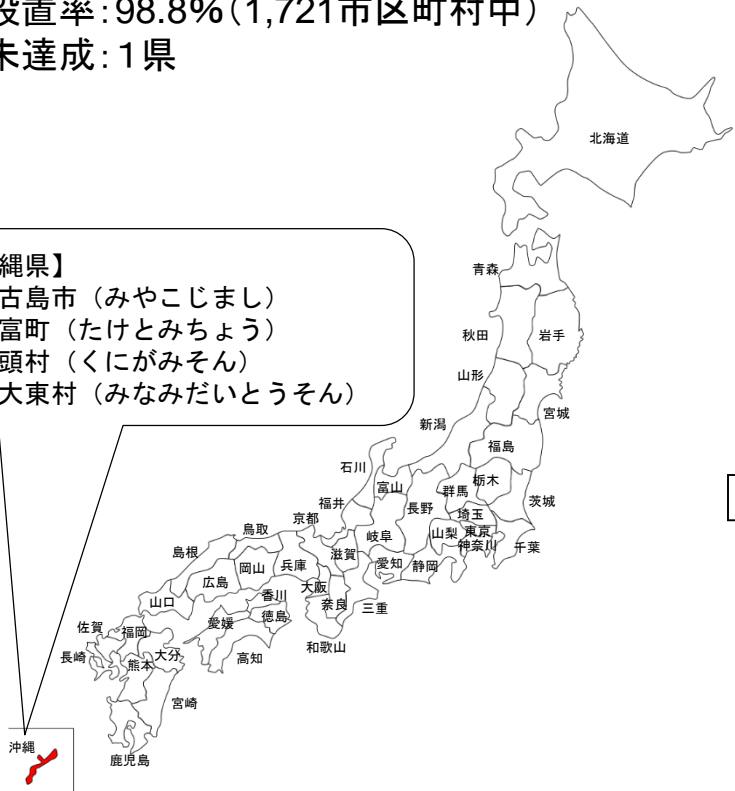 設置率：98.8%（1,721市区町村中）
未達成：1県
縄県】
古島市（みやこじまし）
富町（たけとみちょう）
頭村（くにがみそん）
大東村（みなみだいとうそん）
北海道
青森
秋田
岩手
山形
宮城
新潟
福島
石川
富山
群馬
栃木
茨城
長野
福井
埼玉
京都
岐阜
山梨
東京
鳥取
神奈川
千葉
島根
滋賀
愛知
静岡
岡山
兵庫
広島
大阪
山口
香川
奈良
三重
佐賀
福岡
愛媛
徳島
和歌山
長崎
熊本
大分
高知
宮崎
沖縄
鹿児島